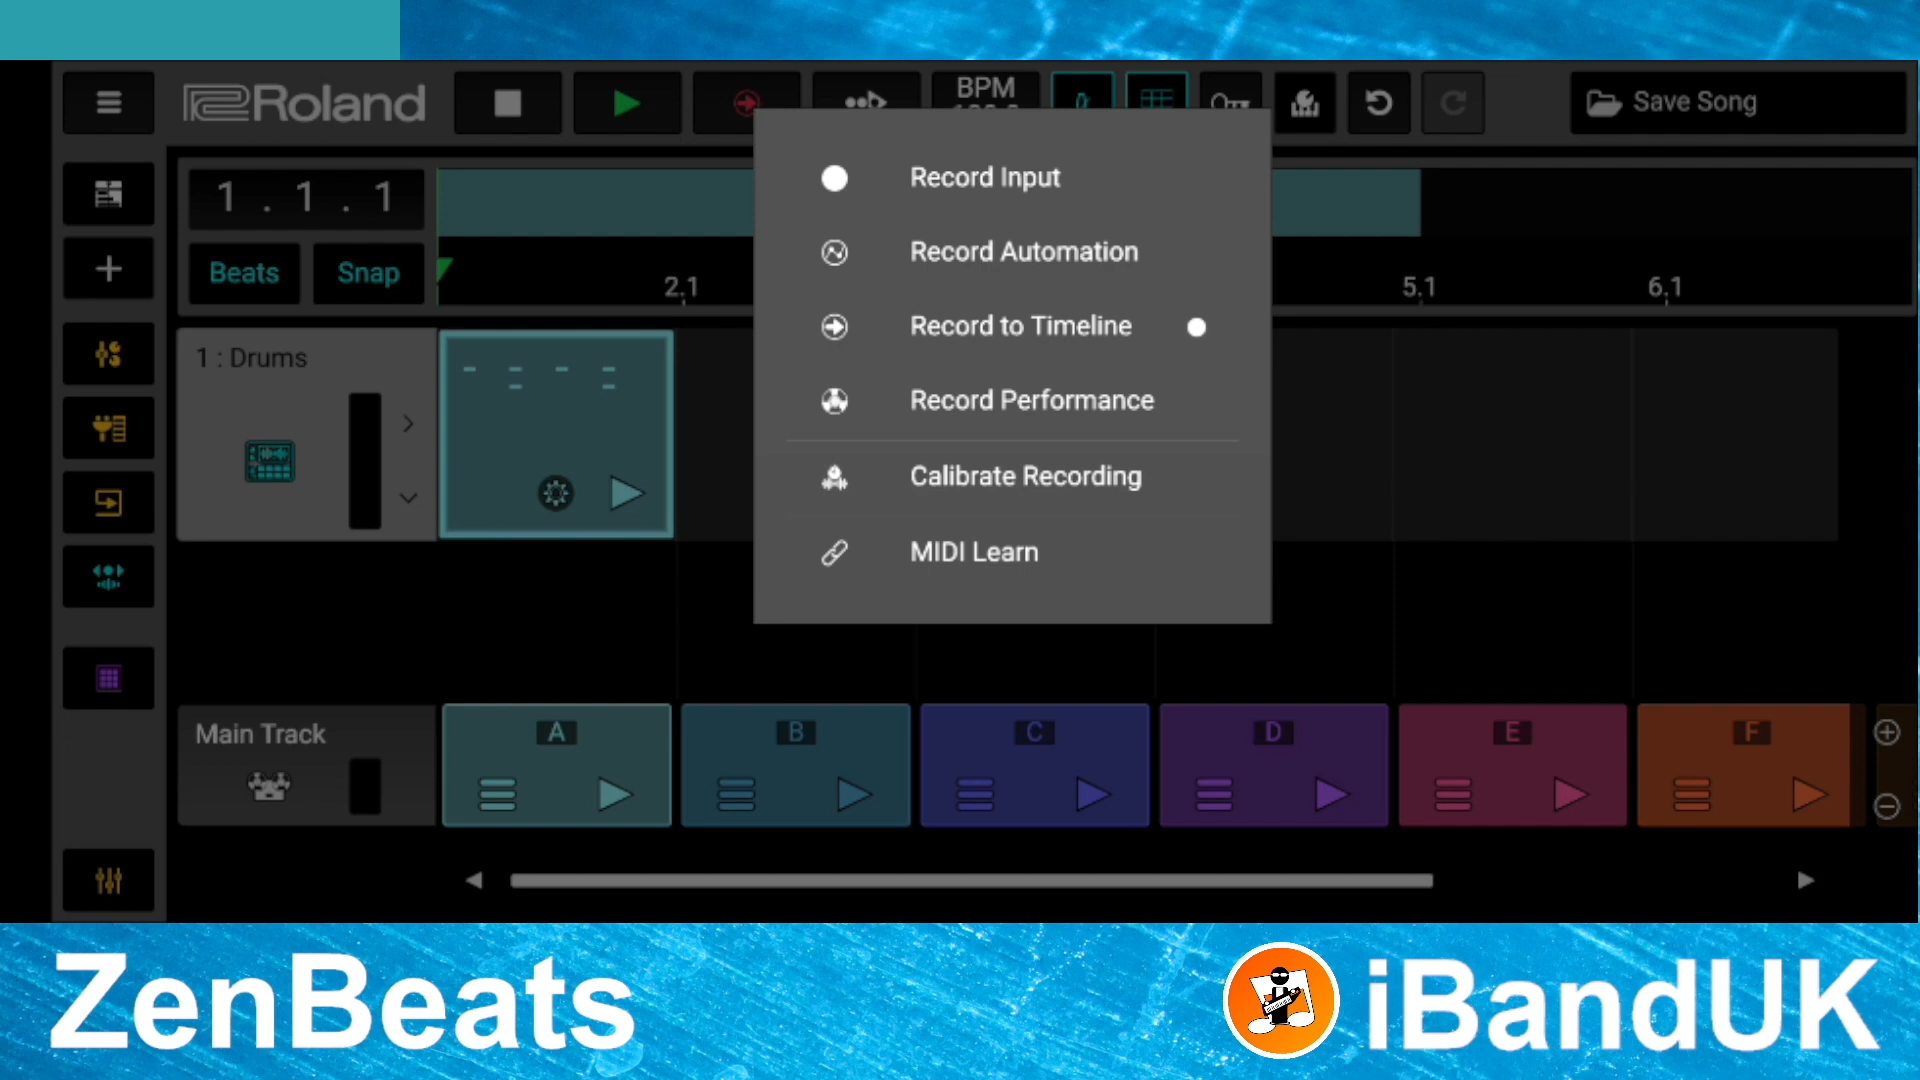 Roland
BPM
Save Song
1 . 1 . 1
Beats
Snap
2.1
5.1
6.1
Record Input
Record Automation
Record to Timeline
Record Performance
Calibrate Recording
MIDI Learn
1 : Drums
Main Track
A
B
C
D
E
F
ZenBeats
iBandUK